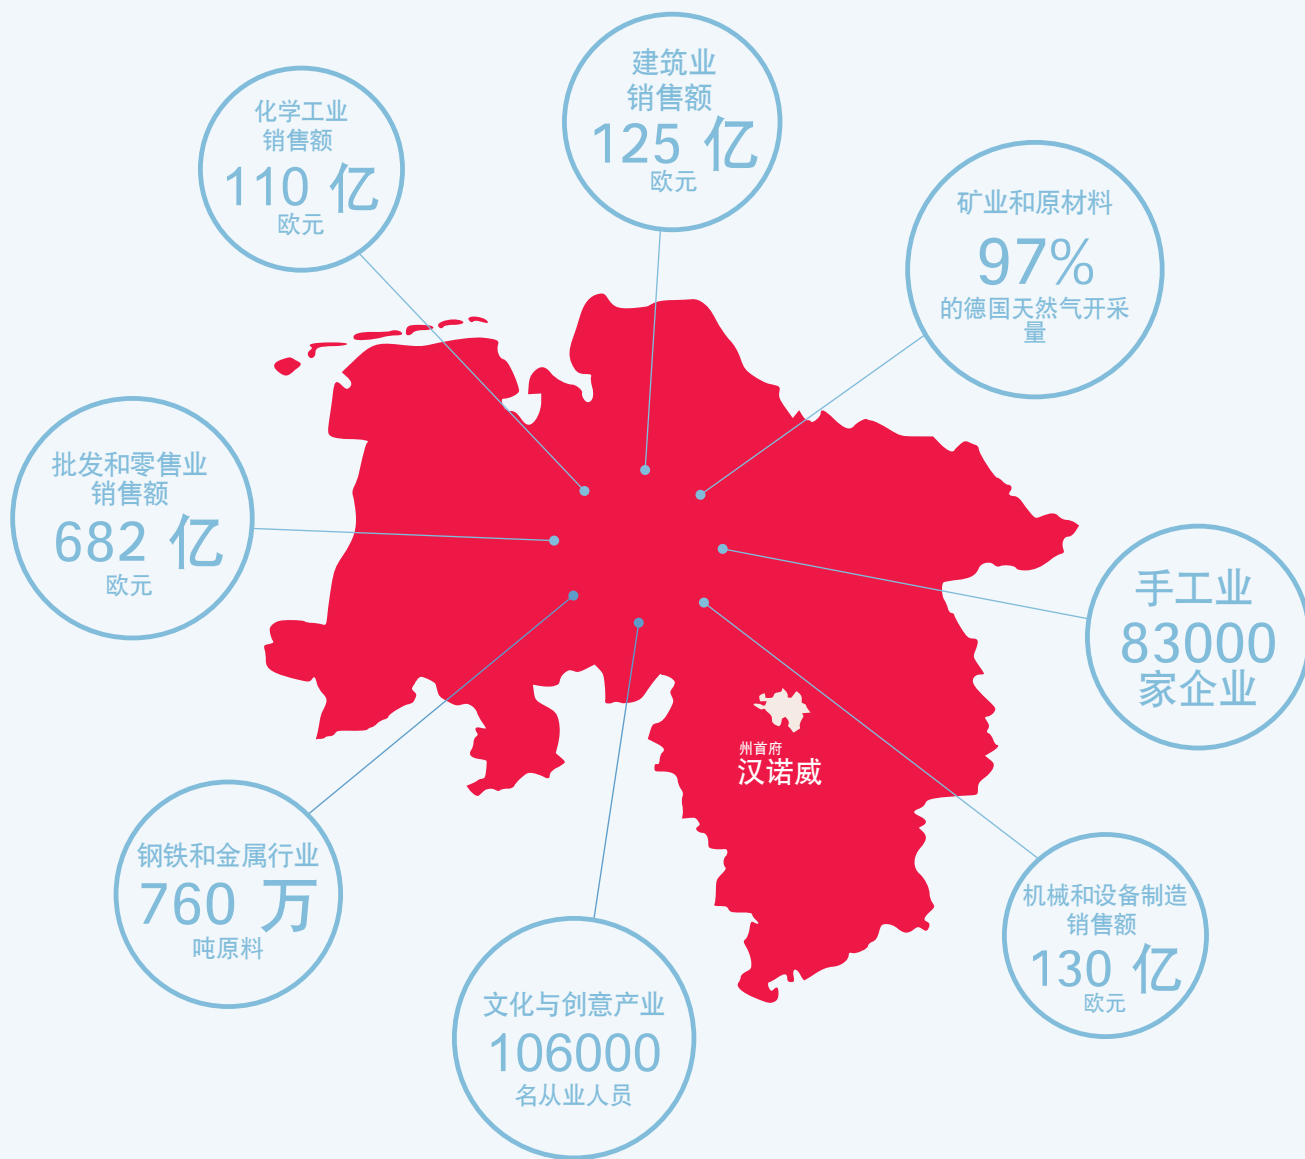 建筑业
销售额
125 亿
欧元
化学工业
销售额
110 亿
欧元
矿业和原材料
97%
的德国天然气开采
量
批发和零售业
销售额
682 亿
欧元
手工业
83000
家企业
州首府
汉诺威
钢铁和金属行业
760 万
吨原料
机械和设备制造
销售额
130 亿
欧元
文化与创意产业
106000
名从业人员